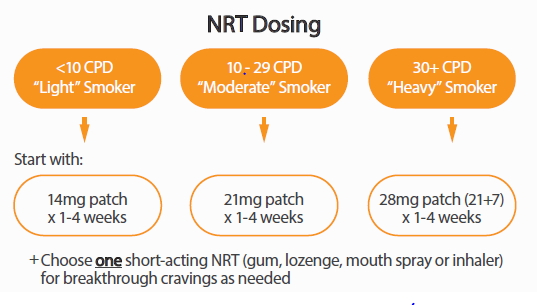 NRT Dosing
<10 CPD
"Light" Smoker
10 - 29 CPD
"Moderate" Smoker
30+ CPD
"Heavy" Smoker
Start with:
14mg patch
x 1-4 weeks
21mg patch
x 1-4 weeks
28mg patch (21+7)
x 1-4 weeks
+Choose one short-acting NRT (gum, lozenge, mouth spray or inhaler)
for breakthrough cravings as needed